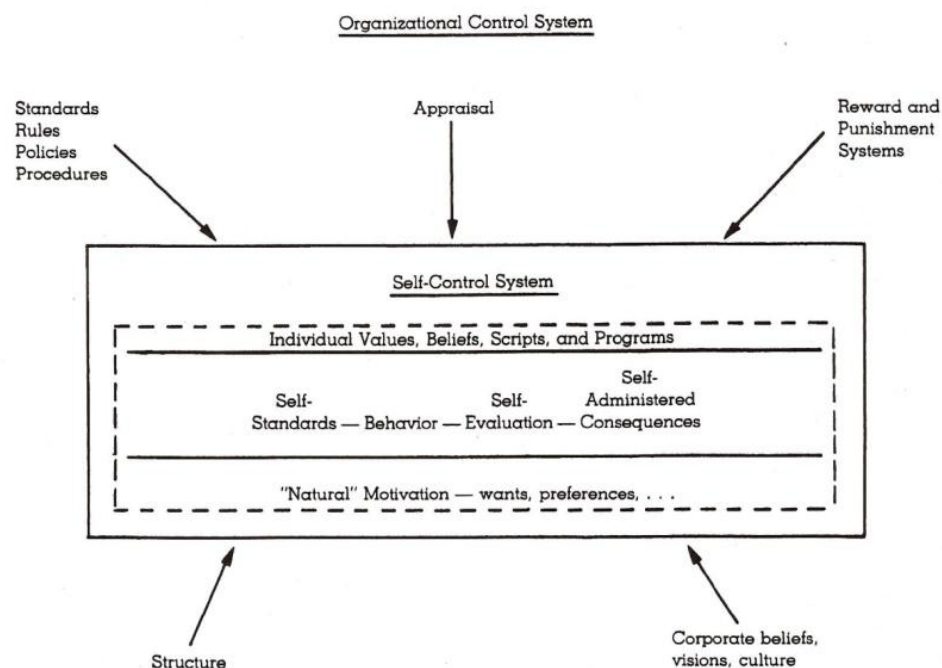 Organizational Control System
Standards
Rules
Policies
Procedures
Appraisal
Reward and
Punishment
Systems
Self-Control System
Individual Values, Beliefs, Scripts, and Programs
Self-
Standards — Behavior — Self-
Evaluation — Self-
Administered
Consequences
"Natural" Motivation — wants, preferences, . . .
Structure
Corporate beliefs,
visions, culture